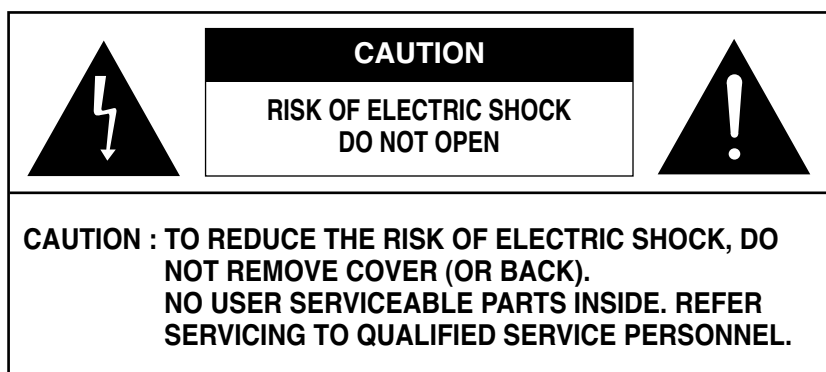 CAUTION
RISK OF ELECTRIC SHOCK
DO NOT OPEN
CAUTION : TO REDUCE THE RISK OF ELECTRIC SHOCK, DO
NOT REMOVE COVER (OR BACK).
NO USER SERVICEABLE PARTS INSIDE. REFER
SERVICING TO QUALIFIED SERVICE PERSONNEL.